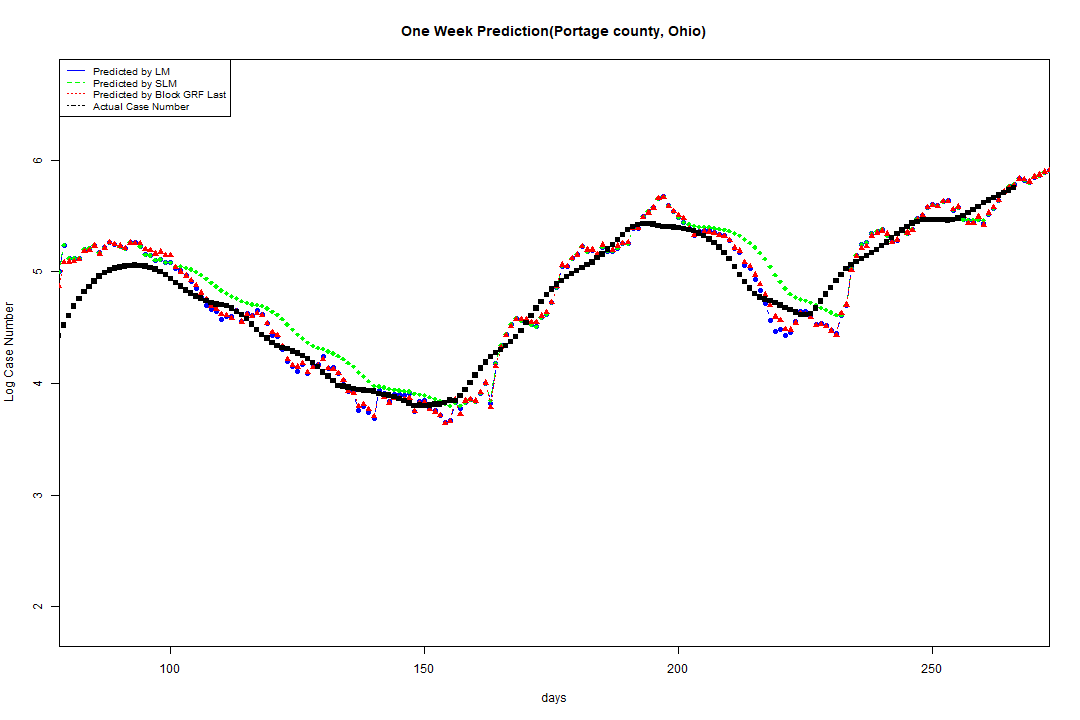 One Week Prediction(Portage county, Ohio)
Predicted by LM
Predicted by SLM
Predicted by Block GRF Last
Actual Case Number
Log Case Number
6
5
4
3
2
100 150 200 250
days